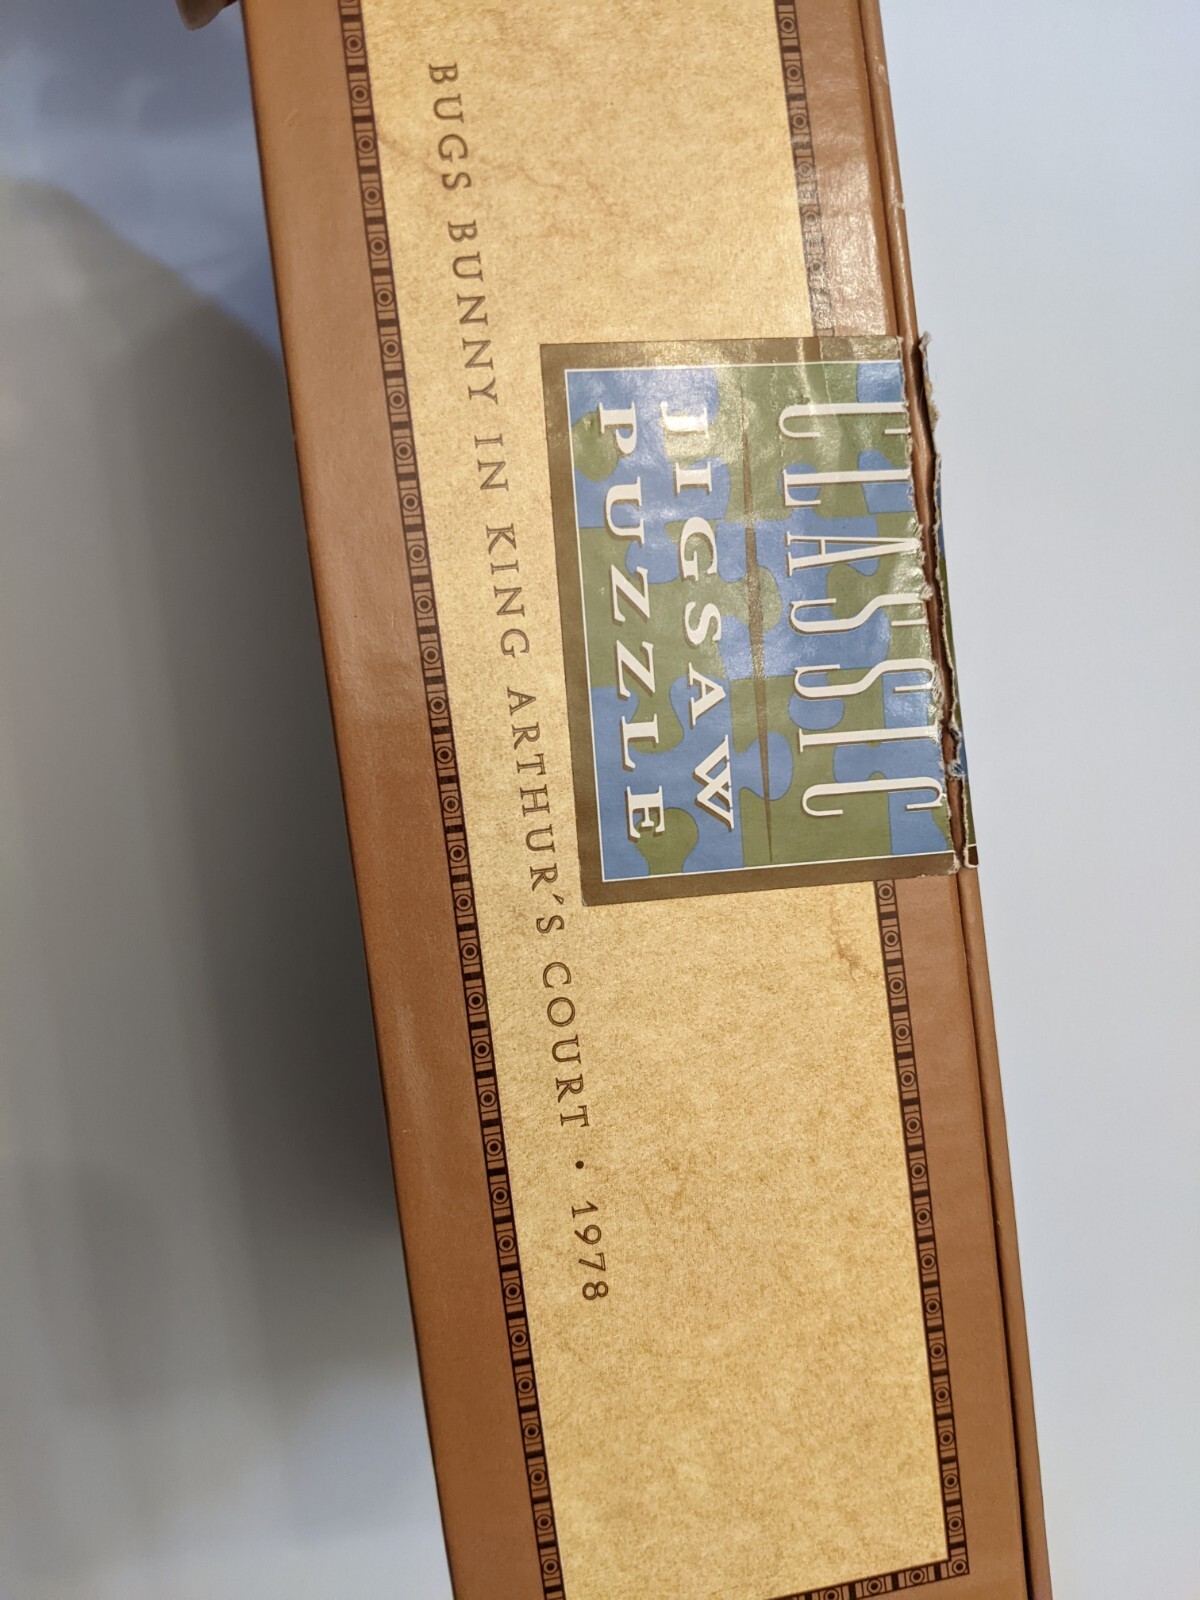 CLASSIC
JIGSAW
PUZZLE
BUGS BUNNY IN KING ARTHUR'S COURT • 1978